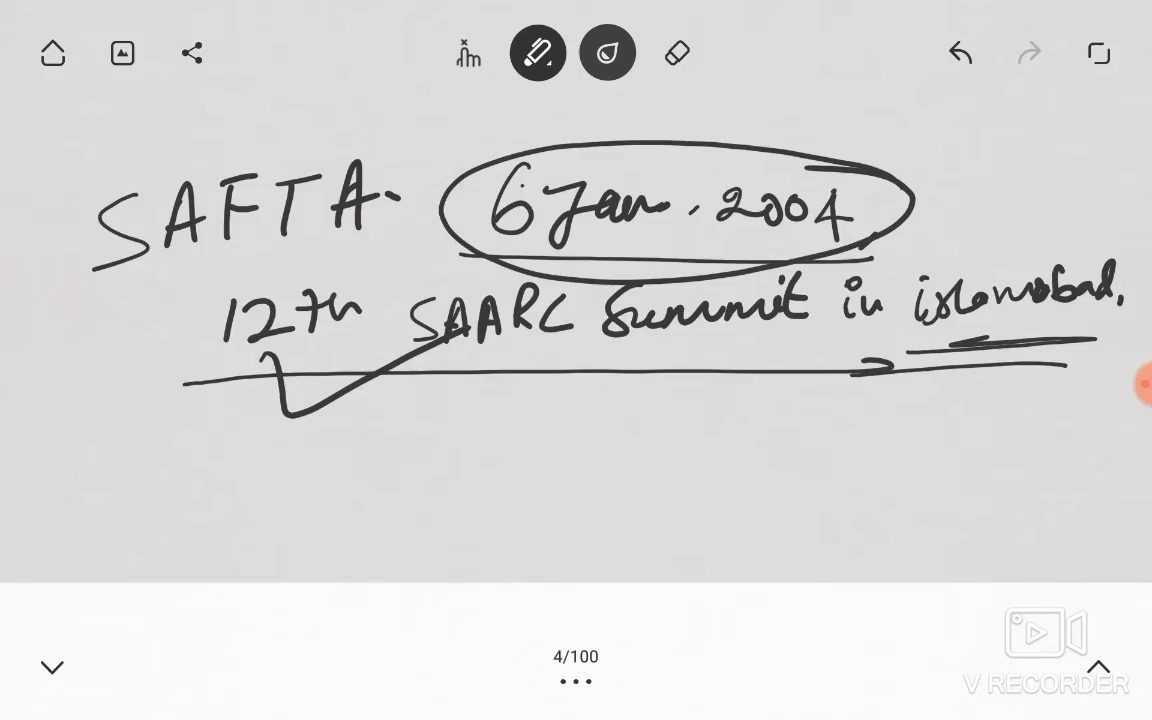 SAFTA. 6 Jan. 2004
12th SAARC Summit in islamabad.
4/100
V RECORDER